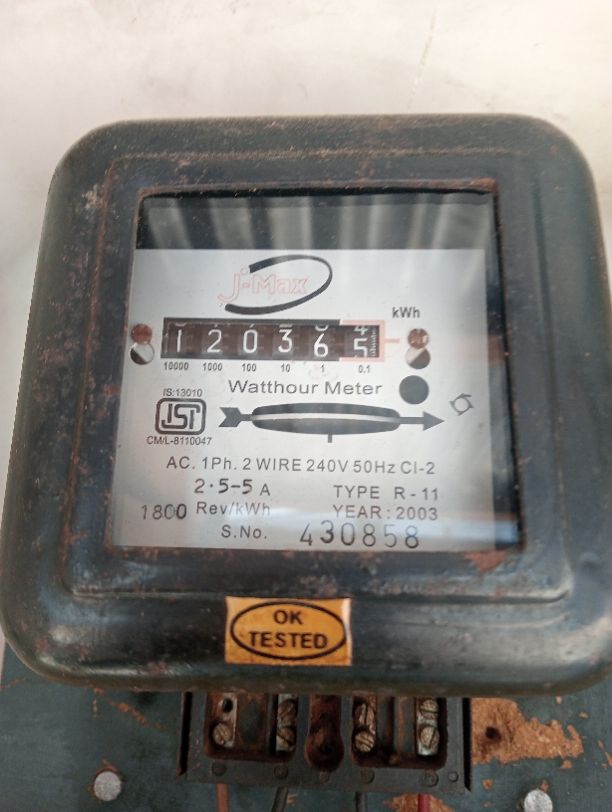 J-Max
kWh
1 2 0 3 6 5
10000 1000 100 10 1 0.1
Watthour Meter
IS:13010
ISI
CM/L-8110047
AC. 1Ph. 2 WIRE 240V 50Hz Cl-2
2·5-5 A TYPE R-11
1800 Rev/kWh YEAR: 2003
S.No. 430858
OK
TESTED